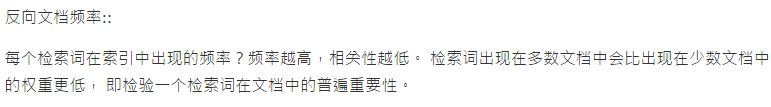 反向文档频率::
每个检索词在索引中出现的频率？频率越高，相关性越低。 检索词出现在多数文档中会比出现在少数文档中
的权重更低， 即检验一个检索词在文档中的普遍重要性。